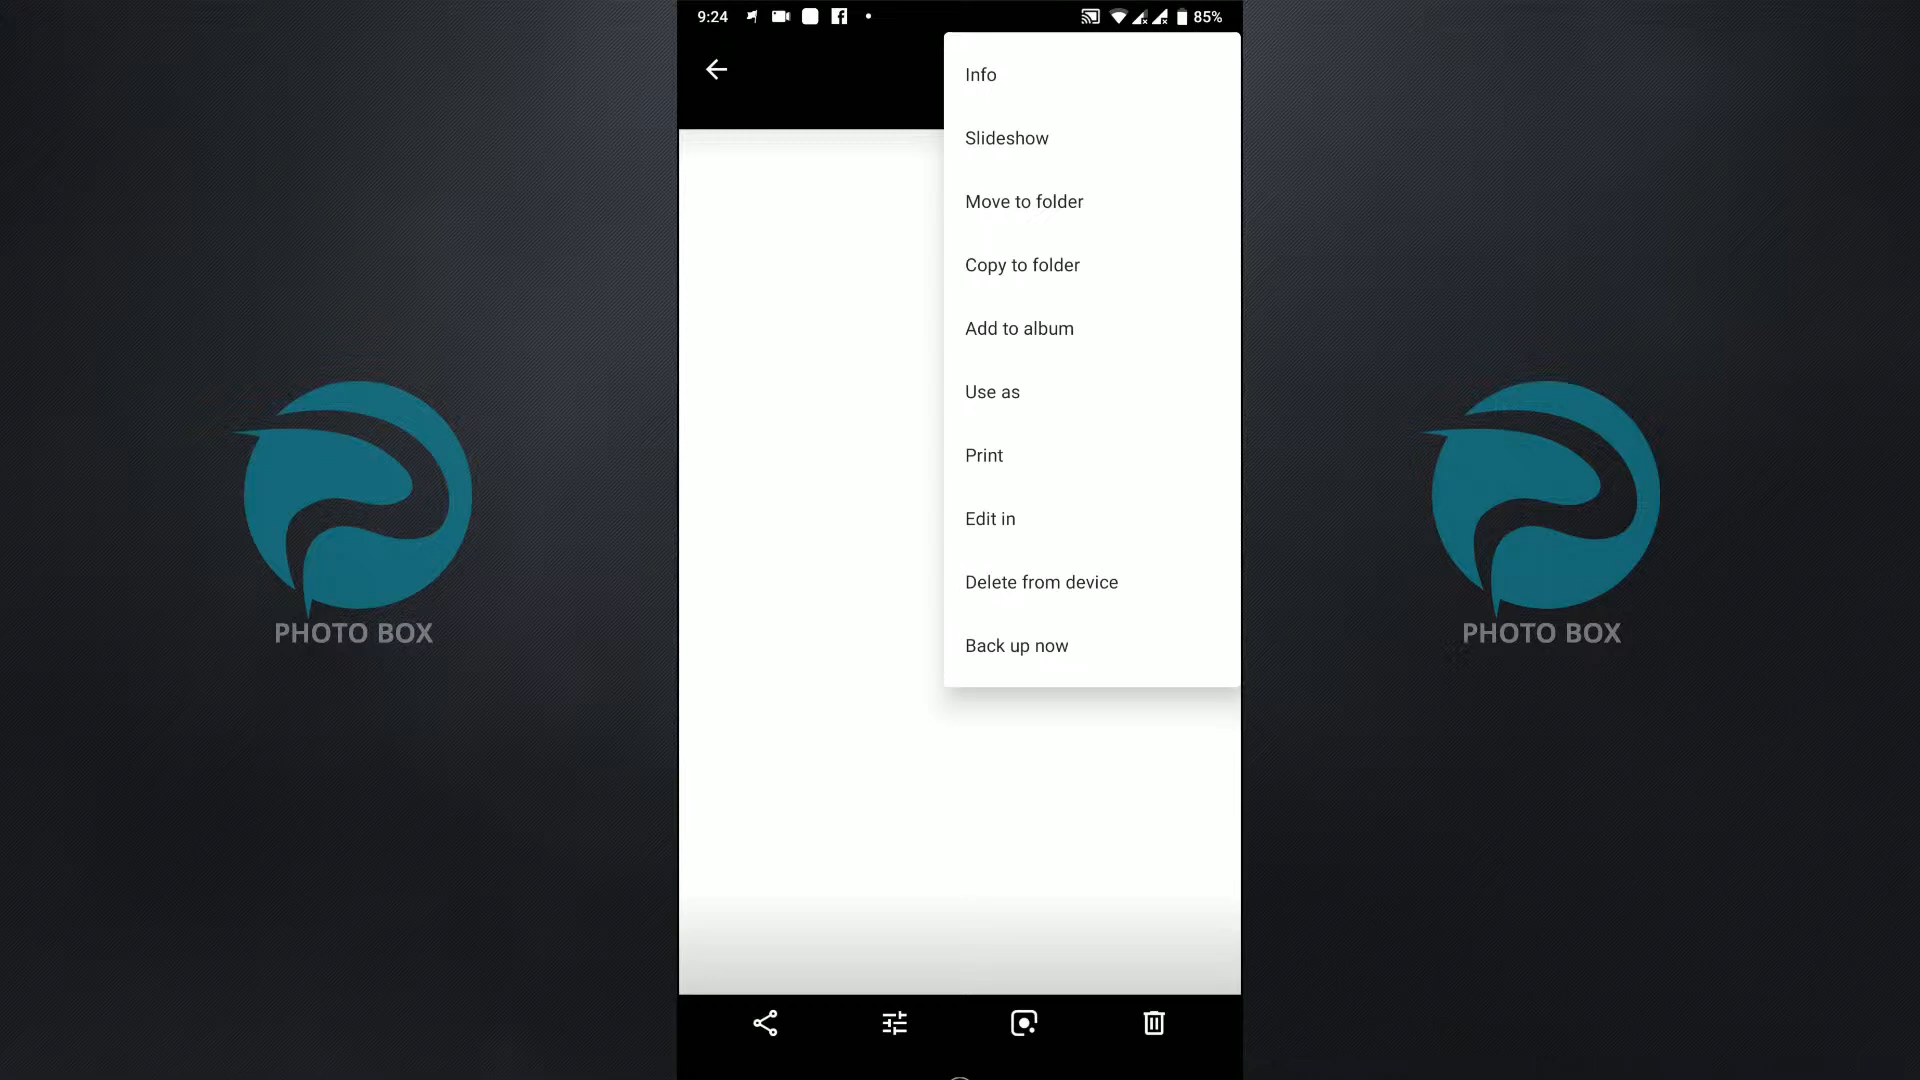 9:24
85%
Info
Slideshow
Move to folder
Copy to folder
Add to album
Use as
Print
Edit in
Delete from device
Back up now
PHOTO BOX
PHOTO BOX